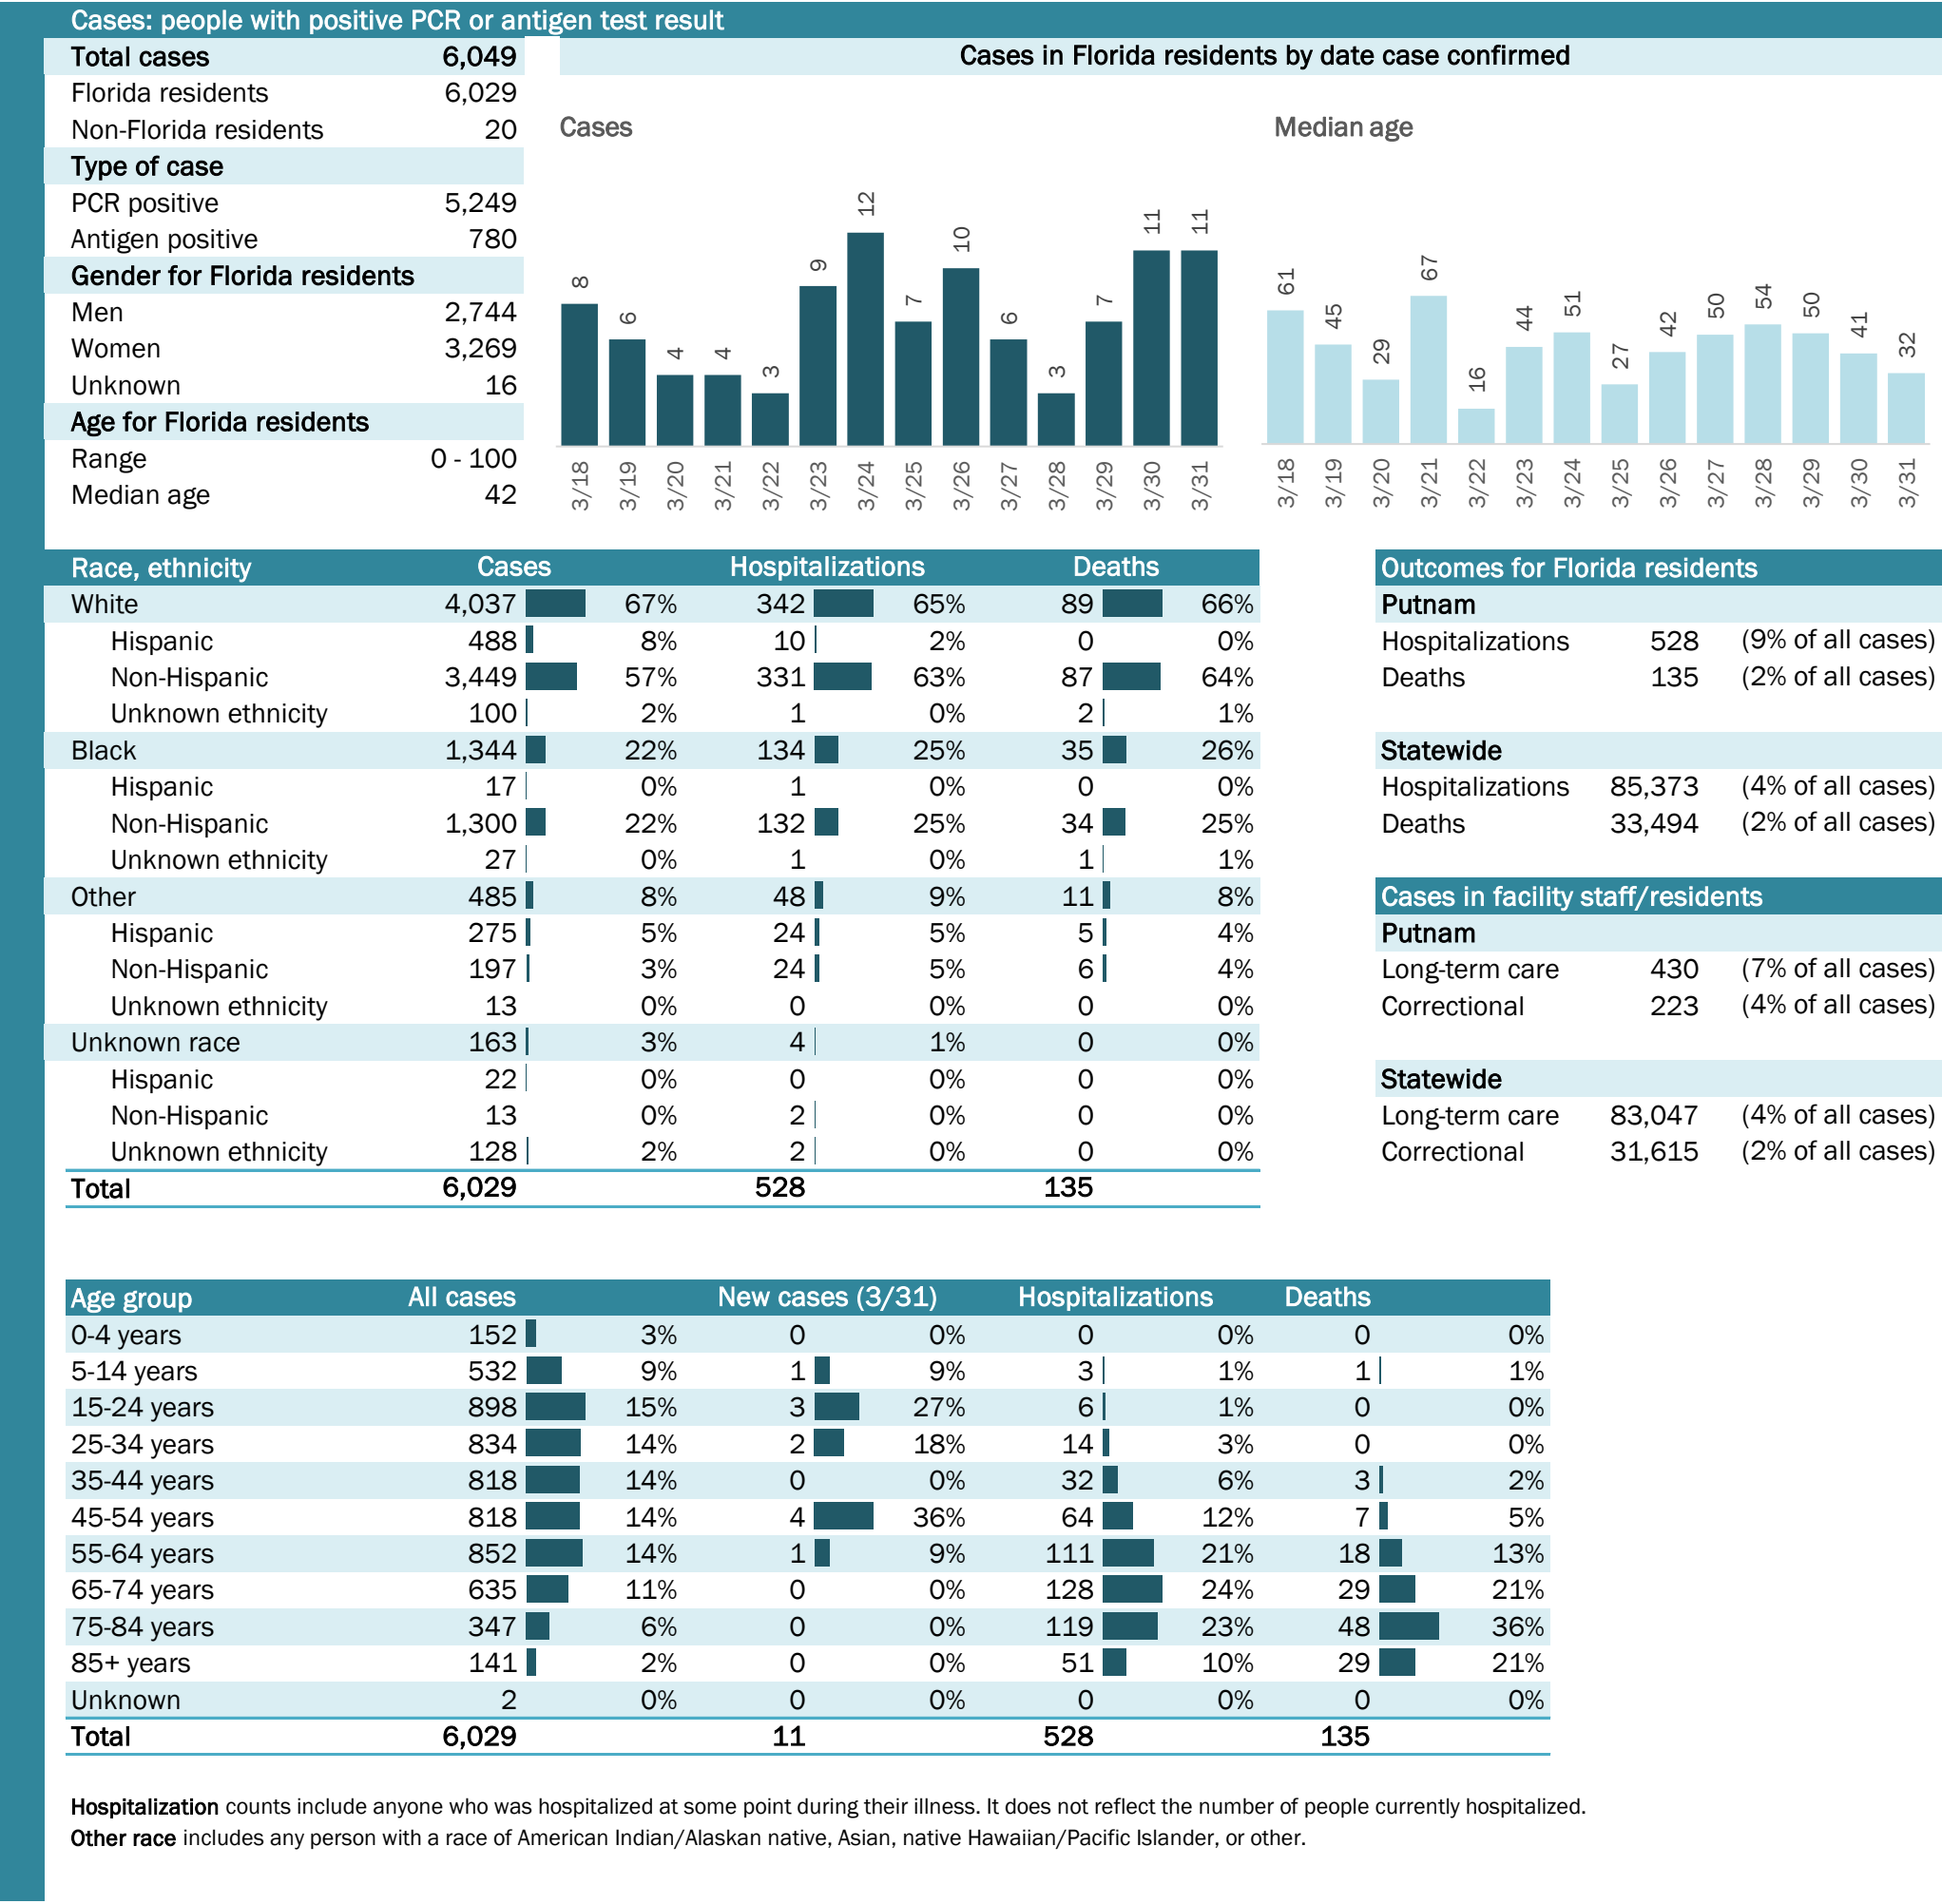 Cases: people with positive PCR or antigen test result
Total cases 6,049
Florida residents 6,029
Non-Florida residents 20
Type of case
PCR positive 5,249
Antigen positive 780
Gender for Florida residents
Men 2,744
Women 3,269
Unknown 16
Age for Florida residents
Range 0 - 100
Median age 42
Cases in Florida residents by date case confirmed
Cases
8 6 4 4 3 9 12 7 10 6 3 7 11 11
3/18 3/19 3/20 3/21 3/22 3/23 3/24 3/25 3/26 3/27 3/28 3/29 3/30 3/31
Median age
61 45 29 67 16 44 51 27 42 50 54 50 41 32
3/18 3/19 3/20 3/21 3/22 3/23 3/24 3/25 3/26 3/27 3/28 3/29 3/30 3/31
Race, ethnicity Cases Hospitalizations Deaths
White 4,037 67% 342 65% 89 66%
Hispanic 488 8% 10 2% 0 0%
Non-Hispanic 3,449 57% 331 63% 87 64%
Unknown ethnicity 100 2% 1 0% 2 1%
Black 1,344 22% 134 25% 35 26%
Hispanic 17 0% 1 0% 0 0%
Non-Hispanic 1,300 22% 132 25% 34 25%
Unknown ethnicity 27 0% 1 0% 1 1%
Other 485 8% 48 9% 11 8%
Hispanic 275 5% 24 5% 5 4%
Non-Hispanic 197 3% 24 5% 6 4%
Unknown ethnicity 13 0% 0 0% 0 0%
Unknown race 163 3% 4 1% 0 0%
Hispanic 22 0% 0 0% 0 0%
Non-Hispanic 13 0% 2 0% 0 0%
Unknown ethnicity 128 2% 2 0% 0 0%
Total 6,029 528 135
Outcomes for Florida residents
Putnam
Hospitalizations 528 (9% of all cases)
Deaths 135 (2% of all cases)
Statewide
Hospitalizations 85,373 (4% of all cases)
Deaths 33,494 (2% of all cases)
Cases in facility staff/residents
Putnam
Long-term care 430 (7% of all cases)
Correctional 223 (4% of all cases)
Statewide
Long-term care 83,047 (4% of all cases)
Correctional 31,615 (2% of all cases)
Age group All cases New cases (3/31) Hospitalizations Deaths
0-4 years 152 3% 0 0% 0 0% 0 0%
5-14 years 532 9% 1 9% 3 1% 1 1%
15-24 years 898 15% 3 27% 6 1% 0 0%
25-34 years 834 14% 2 18% 14 3% 0 0%
35-44 years 818 14% 0 0% 32 6% 3 2%
45-54 years 818 14% 4 36% 64 12% 7 5%
55-64 years 852 14% 1 9% 111 21% 18 13%
65-74 years 635 11% 0 0% 128 24% 29 21%
75-84 years 347 6% 0 0% 119 23% 48 36%
85+ years 141 2% 0 0% 51 10% 29 21%
Unknown 2 0% 0 0% 0 0% 0 0%
Total 6,029 11 528 135
Hospitalization counts include anyone who was hospitalized at some point during their illness. It does not reflect the number of people currently hospitalized.
Other race includes any person with a race of American Indian/Alaskan native, Asian, native Hawaiian/Pacific Islander, or other.